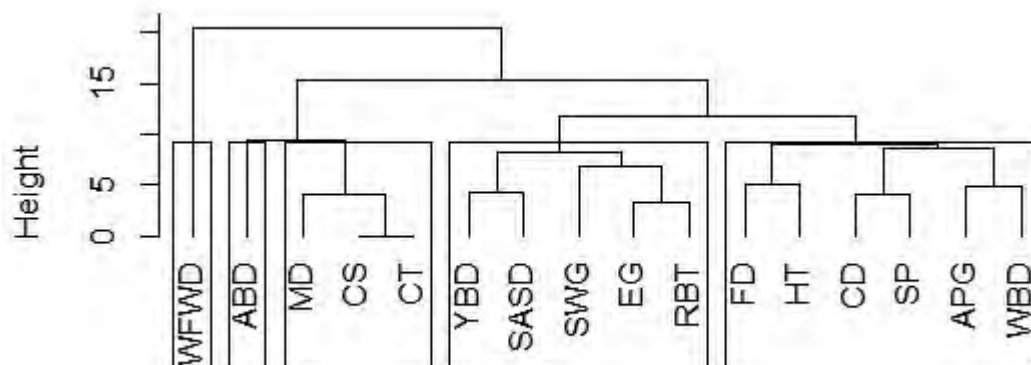 Height
0
5
15
WFWD
ABD
MD
CS
CT
YBD
SASD
SWG
EG
RBT
FD
HT
CD
SP
APG
WBD